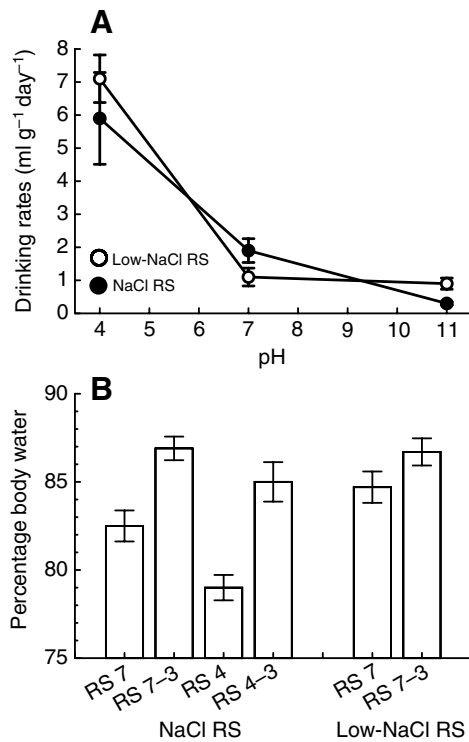 A
Drinking rates (ml g⁻¹ day⁻¹)
8
7
6
5
4
3
2
1
0
Low-NaCl RS
NaCl RS
4 5 6 7 8 9 10 11
pH
B
Percentage body water
90
85
80
75
RS 7 RS 7–3 RS 4 RS 4–3 RS 7 RS 7–3
NaCl RS Low-NaCl RS